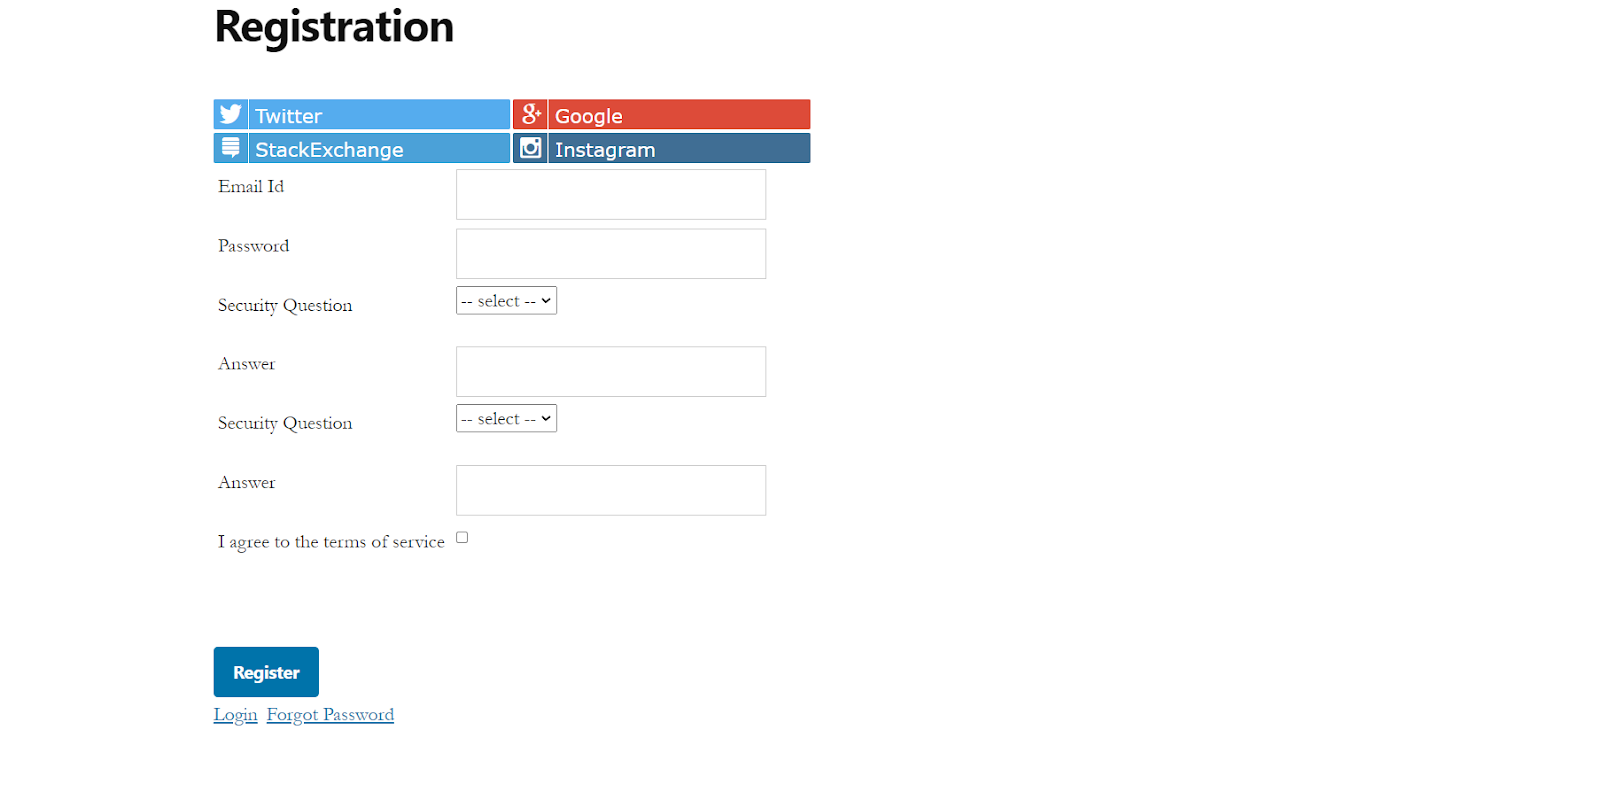 Registration
Twitter
Google
StackExchange
Instagram
Email Id
Password
Security Question
-- select --
Answer
Security Question
-- select --
Answer
I agree to the terms of service
Register
Login Forgot Password